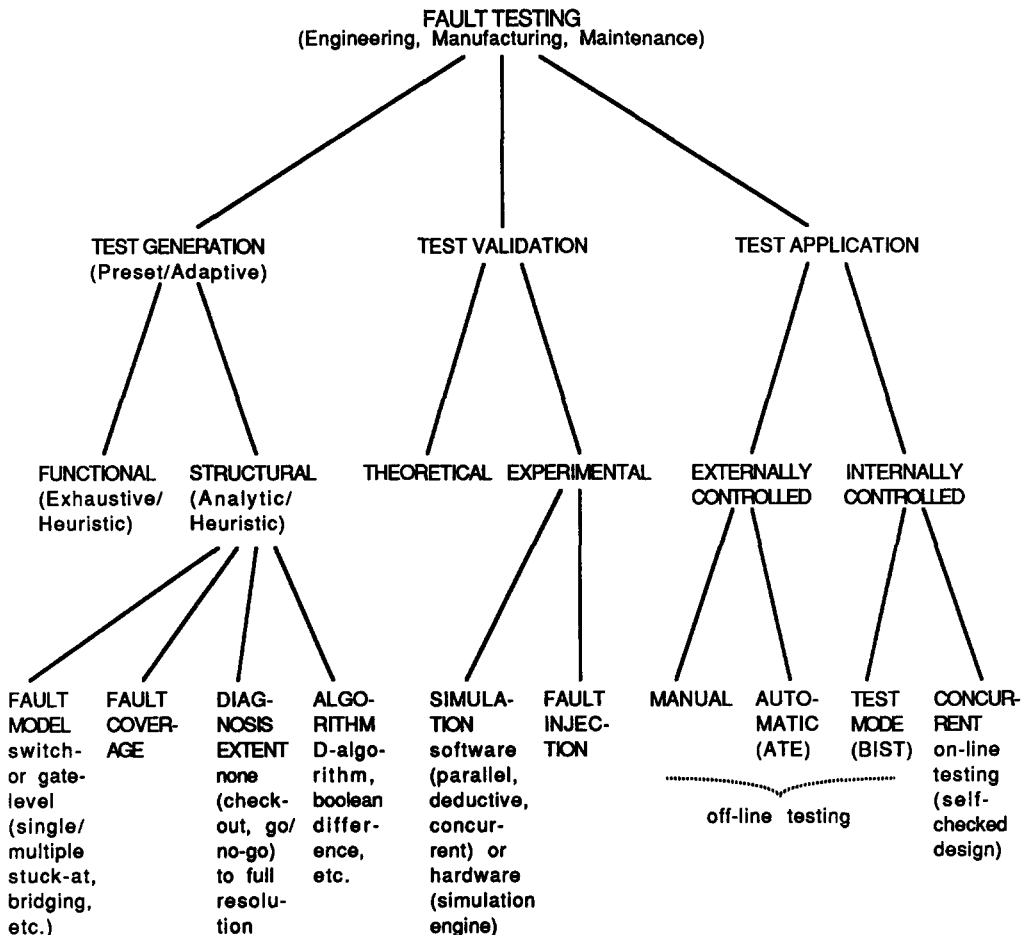 FAULT TESTING
(Engineering, Manufacturing, Maintenance)
TEST GENERATION
(Preset/Adaptive)
TEST VALIDATION
TEST APPLICATION
FUNCTIONAL
(Exhaustive/
Heuristic)
STRUCTURAL
(Analytic/
Heuristic)
THEORETICAL
EXPERIMENTAL
EXTERNALLY
CONTROLLED
INTERNALLY
CONTROLLED
FAULT
MODEL
switch-
or gate-
level
(single/
multiple
stuck-at,
bridging,
etc.)
FAULT
COVER-
AGE
DIAG-
NOSIS
EXTENT
none
(check-
out, go/
no-go)
to full
resolu-
tion
ALGO-
RITHM
D-algo-
rithm,
boolean
differ-
ence,
etc.
SIMULA-
TION
software
(parallel,
deductive,
concur-
rent) or
hardware
(simulation
engine)
FAULT
INJEC-
TION
MANUAL
AUTO-
MATIC
(ATE)
TEST
MODE
(BIST)
off-line testing
CONCUR-
RENT
on-line
testing
(self-
checked
design)